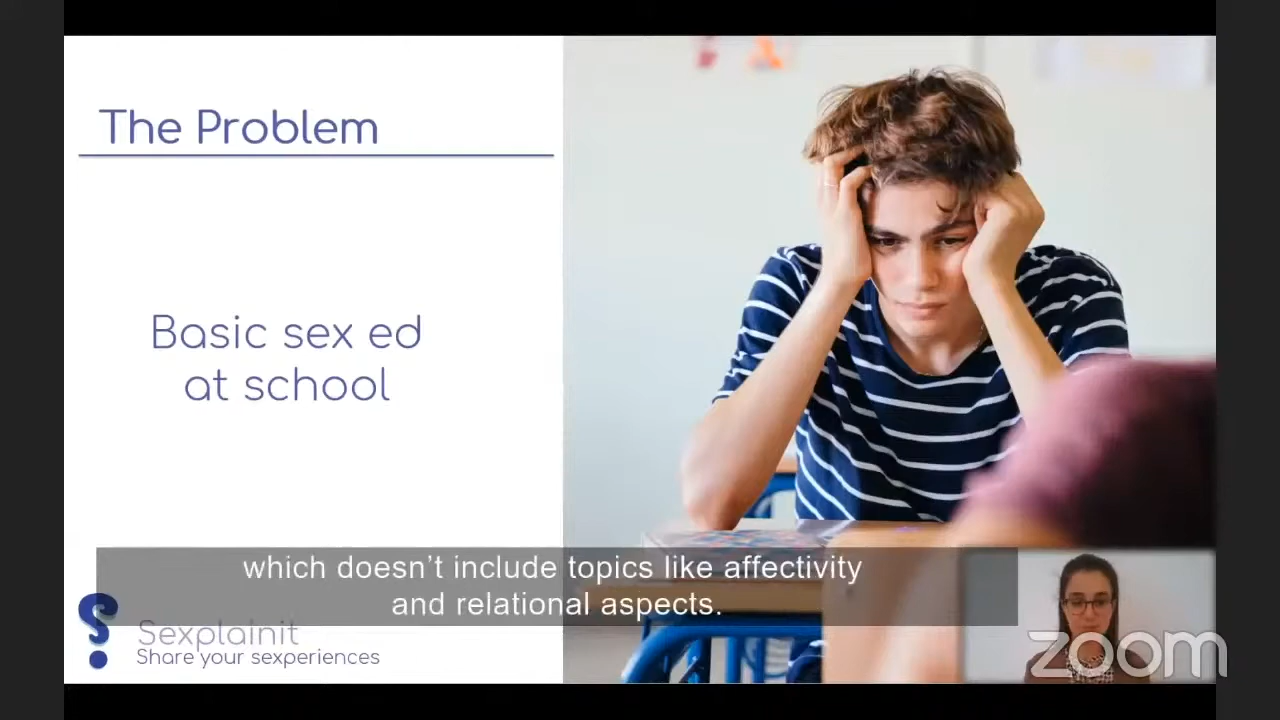 The Problem
Basic sex ed
at school
which doesn't include topics like affectivity
and relational aspects.
Sexplainit
Share your sexperiences
zoom